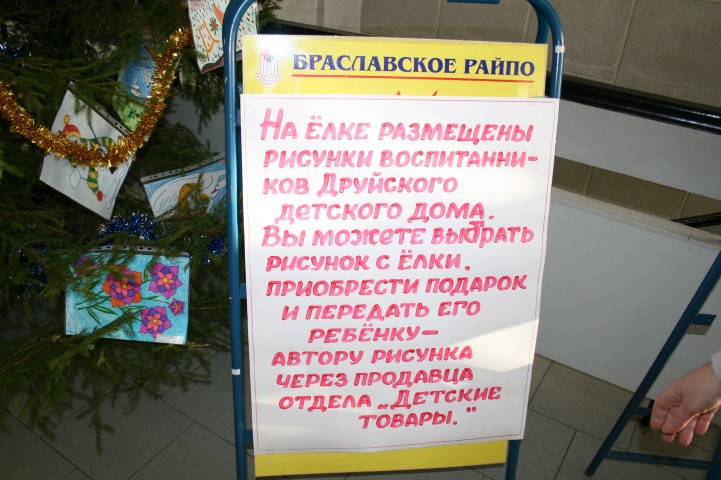 БРАСЛАВСКОЕ РАЙПО
НА ЁЛКЕ РАЗМЕЩЕНЫ
РИСУНКИ ВОСПИТАННИ-
КОВ ДРУЙСКОГО
ДЕТСКОГО ДОМА.
ВЫ МОЖЕТЕ ВЫБРАТЬ
РИСУНОК С ЁЛКИ.
ПРИОБРЕСТИ ПОДАРОК
И ПЕРЕДАТЬ ЕГО
РЕБЁНКУ—
АВТОРУ РИСУНКА
ЧЕРЕЗ ПРОДАВЦА
ОТДЕЛА „ДЕТСКИЕ
ТОВАРЫ."